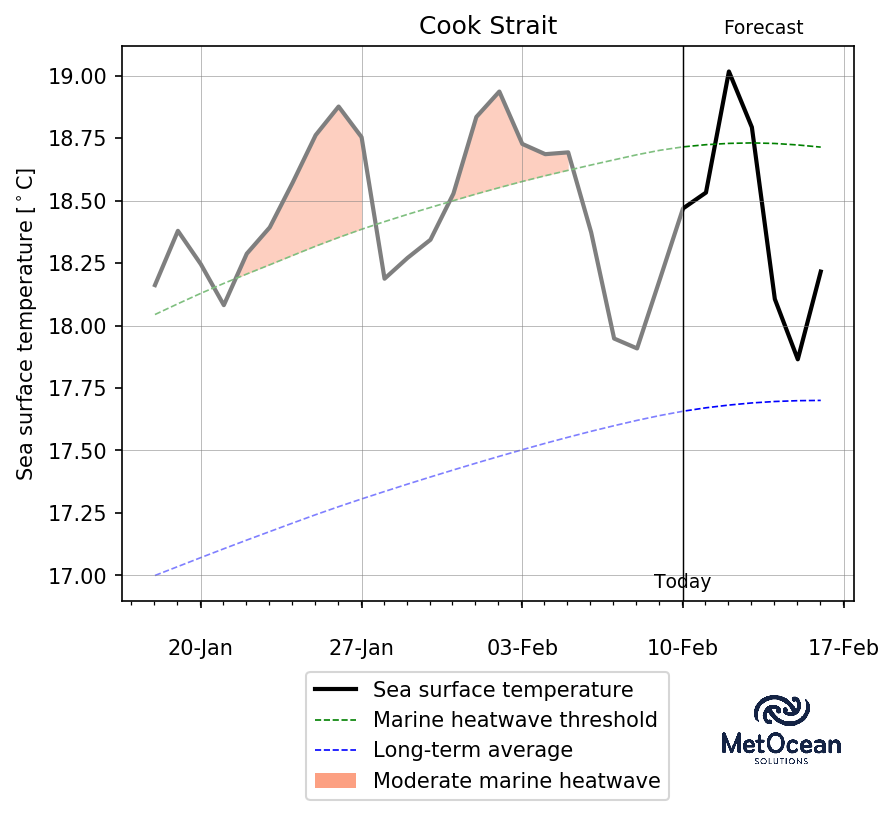 Cook Strait
Forecast
Sea surface temperature [°C]
19.00
18.75
18.50
18.25
18.00
17.75
17.50
17.25
17.00
Today
20-Jan
27-Jan
03-Feb
10-Feb
17-Feb
Sea surface temperature
Marine heatwave threshold
Long-term average
Moderate marine heatwave
MetOcean
SOLUTIONS